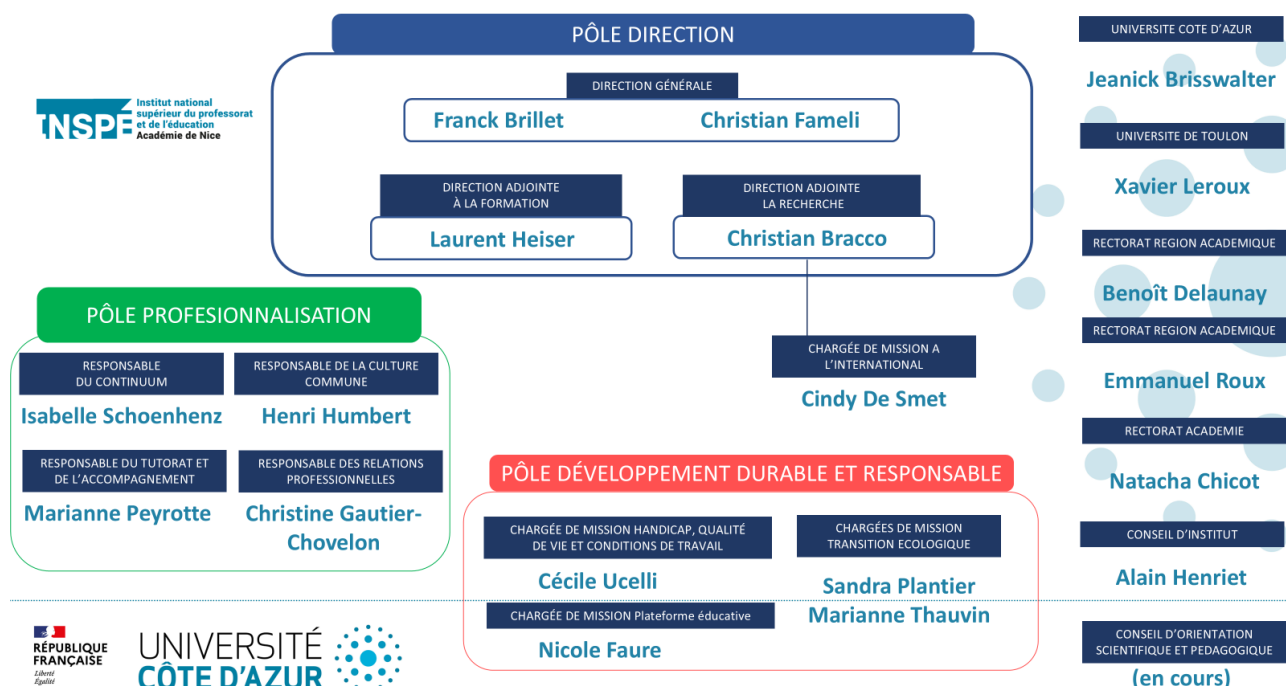 PÔLE DIRECTION
DIRECTION GÉNÉRALE
Franck Brillet
Christian Fameli
DIRECTION ADJOINTE
À LA FORMATION
Laurent Heiser
DIRECTION ADJOINTE
LA RECHERCHE
Christian Bracco
CHARGÉE DE MISSION A
L'INTERNATIONAL
Cindy De Smet
INSPÉ
Institut national
supérieur du professorat
et de l'éducation
Académie de Nice
PÔLE PROFESIONNALISATION
RESPONSABLE
DU CONTINUUM
Isabelle Schoenhenz
RESPONSABLE DE LA CULTURE
COMMUNE
Henri Humbert
RESPONSABLE DU TUTORAT ET
DE L'ACCOMPAGNEMENT
Marianne Peyrotte
RESPONSABLE DES RELATIONS
PROFESSIONNELLES
Christine Gautier-
Chovelon
PÔLE DÉVELOPPEMENT DURABLE ET RESPONSABLE
CHARGÉE DE MISSION HANDICAP, QUALITÉ
DE VIE ET CONDITIONS DE TRAVAIL
Cécile Ucelli
CHARGÉE DE MISSION Plateforme éducative
Nicole Faure
CHARGÉES DE MISSION
TRANSITION ECOLOGIQUE
Sandra Plantier
Marianne Thauvin
UNIVERSITE COTE D'AZUR
Jeanick Brisswalter
UNIVERSITE DE TOULON
Xavier Leroux
RECTORAT REGION ACADEMIQUE
Benoît Delaunay
RECTORAT REGION ACADEMIQUE
Emmanuel Roux
RECTORAT ACADEMIE
Natacha Chicot
CONSEIL D'INSTITUT
Alain Henriet
CONSEIL D'ORIENTATION
SCIENTIFIQUE ET PEDAGOGIQUE
(en cours)
RÉPUBLIQUE
FRANÇAISE
Liberté
Égalité
UNIVERSITÉ
CÔTE D'AZUR